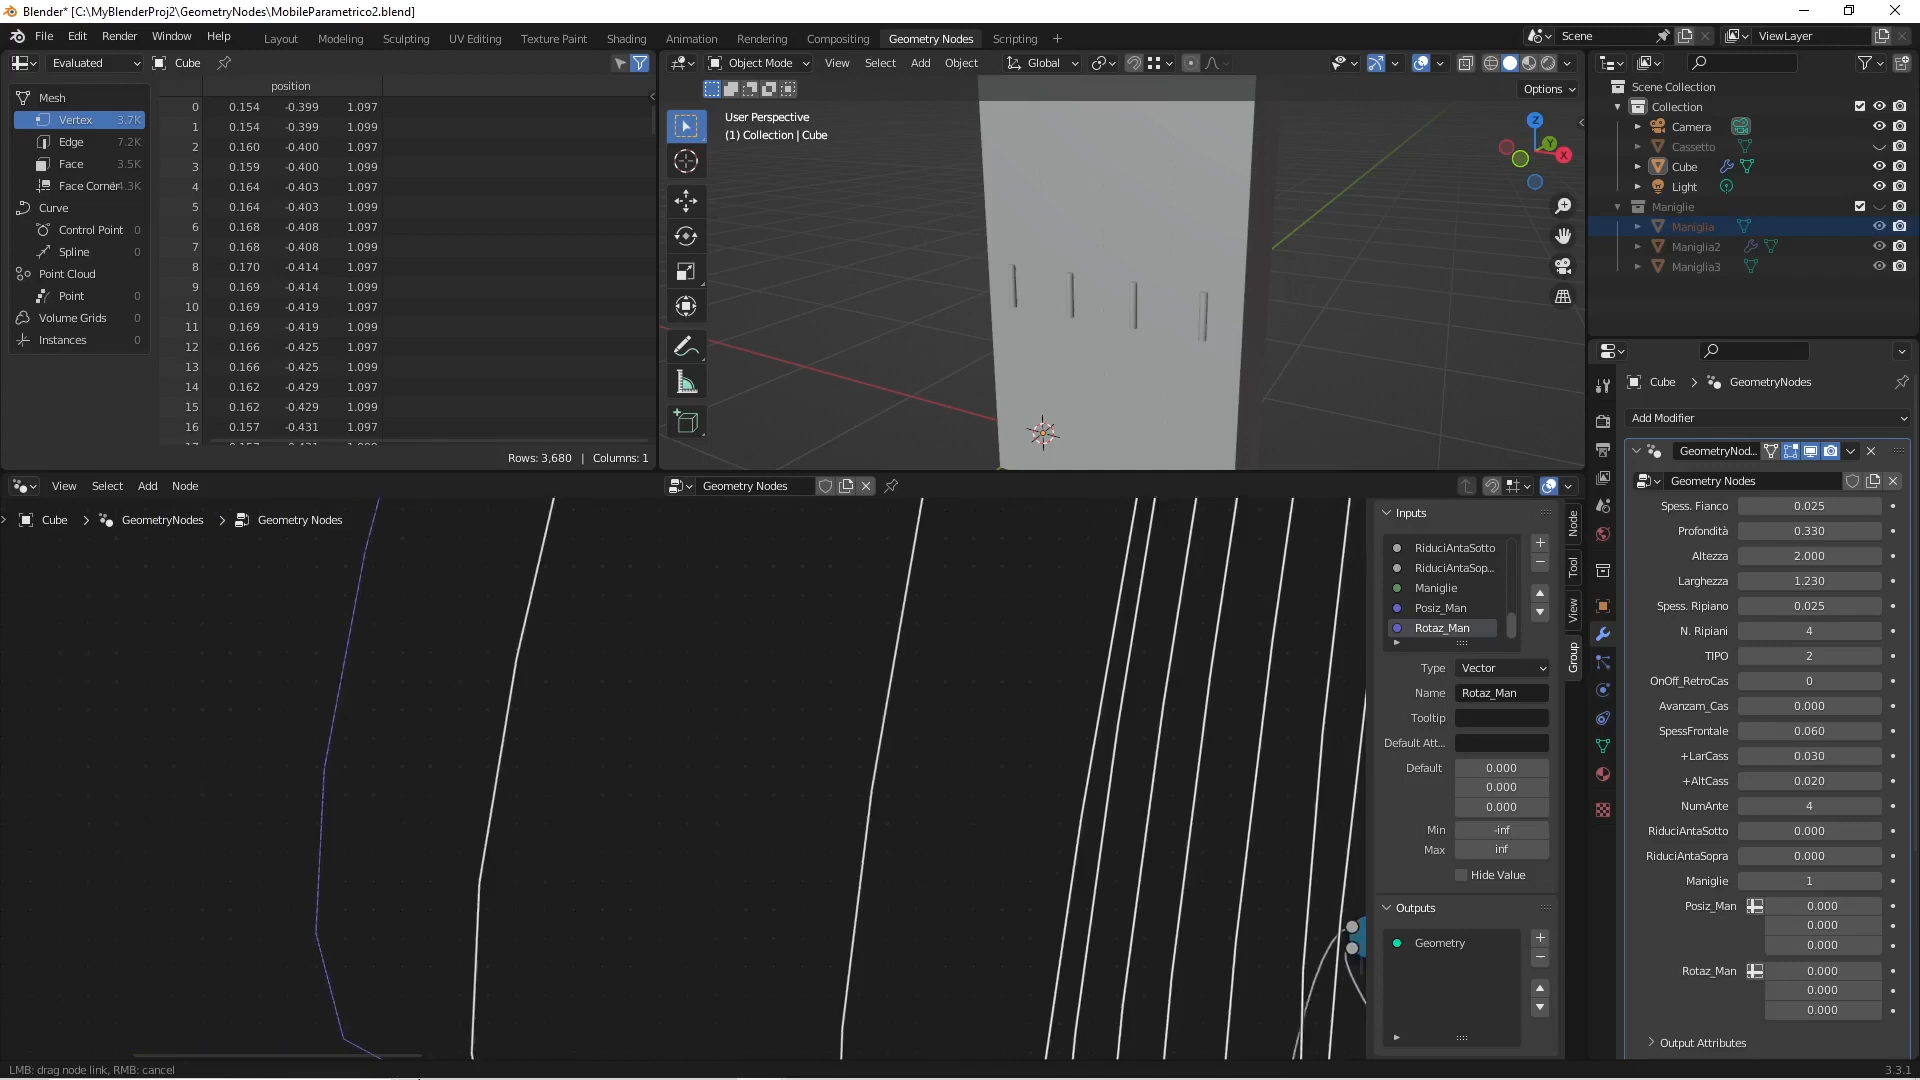 Blender* [C:\MyBlenderProj2\GeometryNodes\MobileParametrico2.blend]
File Edit Render Window Help
Layout Modeling Sculpting UV Editing Texture Paint Shading Animation Rendering Compositing Geometry Nodes Scripting +
Scene
ViewLayer
Evaluated Cube
position
Mesh
Vertex 3.7K
Edge 7.2K
Face 3.5K
Face Corner
Curve
Control Point 0
Spline 0
Point Cloud
Point 0
Volume Grids 0
Instances 0
0 0.154 -0.399 1.097
1 0.154 -0.399 1.099
2 0.160 -0.400 1.097
3 0.159 -0.400 1.099
4 0.164 -0.403 1.097
5 0.164 -0.403 1.099
6 0.168 -0.408 1.097
7 0.168 -0.408 1.099
8 0.170 -0.414 1.097
9 0.169 -0.414 1.099
10 0.169 -0.419 1.097
11 0.169 -0.419 1.099
12 0.166 -0.425 1.097
13 0.166 -0.425 1.099
14 0.162 -0.429 1.097
15 0.162 -0.429 1.099
16 0.157 -0.431 1.097
Rows: 3,680 | Columns: 1
Object Mode View Select Add Object Global
Options
User Perspective
(1) Collection | Cube
Z
Y
X
Scene Collection
Collection
Camera
Cassetto
Cube
Light
Maniglie
Maniglia
Maniglia2
Maniglia3
View Select Add Node
Geometry Nodes
Cube > GeometryNodes > Geometry Nodes
Inputs
RiduciAntaSotto
RiduciAntaSop...
Maniglie
Posiz_Man
Rotaz_Man
Type Vector
Name Rotaz_Man
Tooltip
Default Att...
Default 0.000
0.000
0.000
Min -inf
Max inf
Hide Value
Outputs
Geometry
Node
Tool
View
Group
Cube > GeometryNodes
Add Modifier
GeometryNod...
Geometry Nodes
Spess. Fianco 0.025
Profondità 0.330
Altezza 2.000
Larghezza 1.230
Spess. Ripiano 0.025
N. Ripiani 4
TIPO 2
OnOff_RetroCas 0
Avanzam_Cas 0.000
SpessFrontale 0.060
+LarCass 0.030
+AltCass 0.020
NumAnte 4
RiduciAntaSotto 0.000
RiduciAntaSopra 0.000
Maniglie 1
Posiz_Man 0.000
0.000
0.000
Rotaz_Man 0.000
0.000
0.000
Output Attributes
LMB: drag node link, RMB: cancel
3.3.1